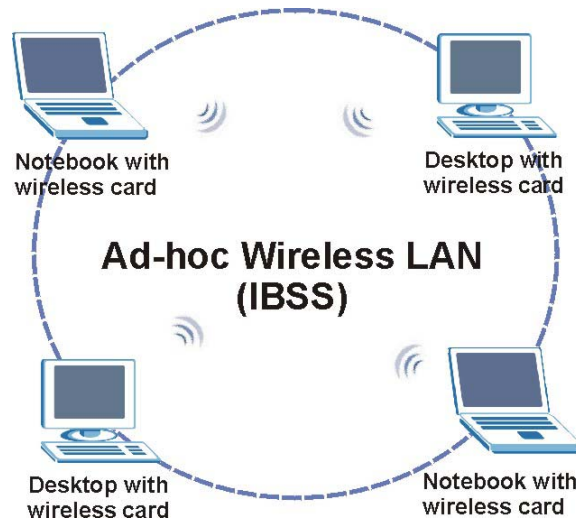 Notebook with
wireless card
Desktop with
wireless card
Ad-hoc Wireless LAN
(IBSS)
Desktop with
wireless card
Notebook with
wireless card